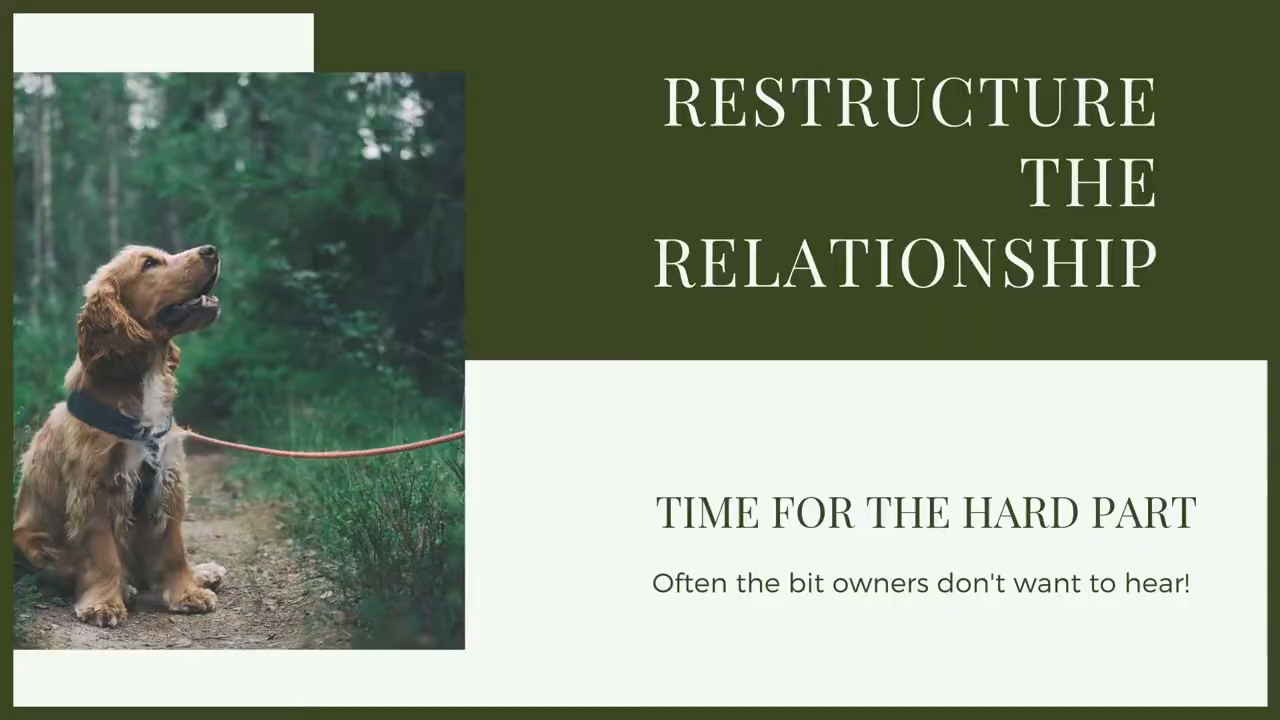 RESTRUCTURE
THE
RELATIONSHIP
TIME FOR THE HARD PART
Often the bit owners don't want to hear!